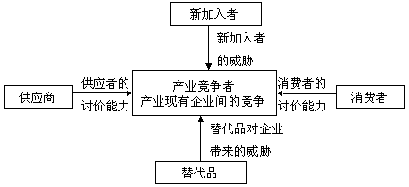 新加入者
新加入者
的威胁
供应者的
讨价能力
供应商
产业竞争者
产业现有企业间的竞争
消费者的
讨价能力
消费者
替代品对企业
带来的威胁
替代品